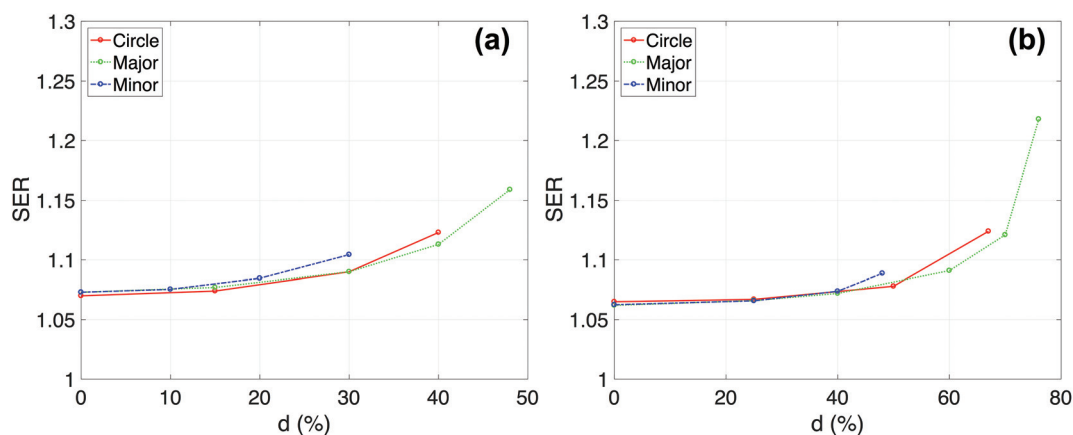 (a)
Circle
Major
Minor
1.3
1.25
1.2
1.15
1.1
1.05
1
SER
0 10 20 30 40 50
d (%)
(b)
Circle
Major
Minor
1.3
1.25
1.2
1.15
1.1
1.05
1
SER
0 20 40 60 80
d (%)